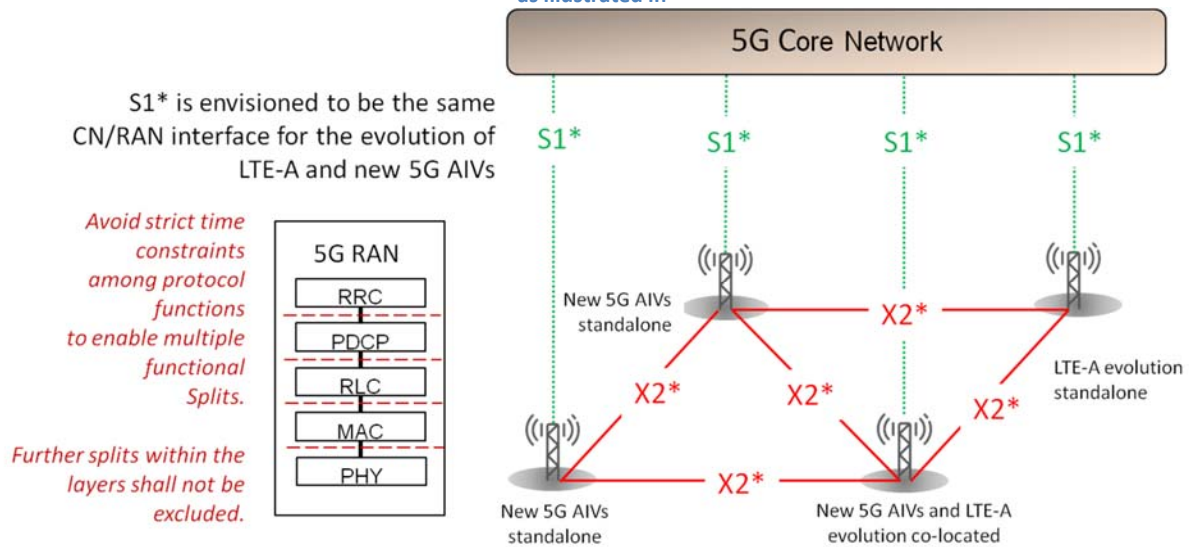 as illustrated in
5G Core Network
S1* is envisioned to be the same
CN/RAN interface for the evolution of
LTE-A and new 5G AIVs
S1*
S1*
S1*
S1*
Avoid strict time
constraints
among protocol
functions
to enable multiple
functional
Splits.
Further splits within the
layers shall not be
excluded.
5G RAN
RRC
PDCP
RLC
MAC
PHY
New 5G AIVs
standalone
X2*
LTE-A evolution
standalone
X2*
X2*
X2*
X2*
New 5G AIVs
standalone
New 5G AIVs and LTE-A
evolution co-located